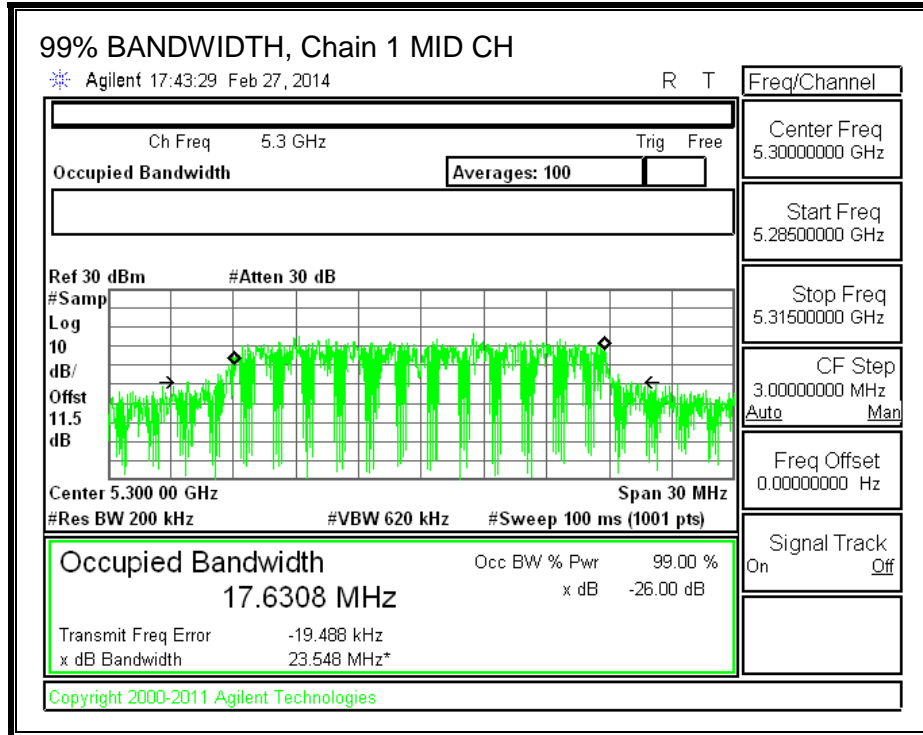 99% BANDWIDTH, Chain 1 MID CH
Agilent 17:43:29 Feb 27, 2014 R T
Ch Freq 5.3 GHz Trig Free
Occupied Bandwidth Averages: 100
Ref 30 dBm #Atten 30 dB
#Samp
Log
10
dB/
Offst
11.5
dB
Center 5.300 00 GHz Span 30 MHz
#Res BW 200 kHz #VBW 620 kHz #Sweep 100 ms (1001 pts)
Occupied Bandwidth Occ BW % Pwr 99.00 %
17.6308 MHz x dB -26.00 dB
Transmit Freq Error -19.488 kHz
x dB Bandwidth 23.548 MHz*
Copyright 2000-2011 Agilent Technologies
Freq/Channel
Center Freq
5.30000000 GHz
Start Freq
5.28500000 GHz
Stop Freq
5.31500000 GHz
CF Step
3.00000000 MHz
Auto Man
Freq Offset
0.00000000 Hz
Signal Track
On Off